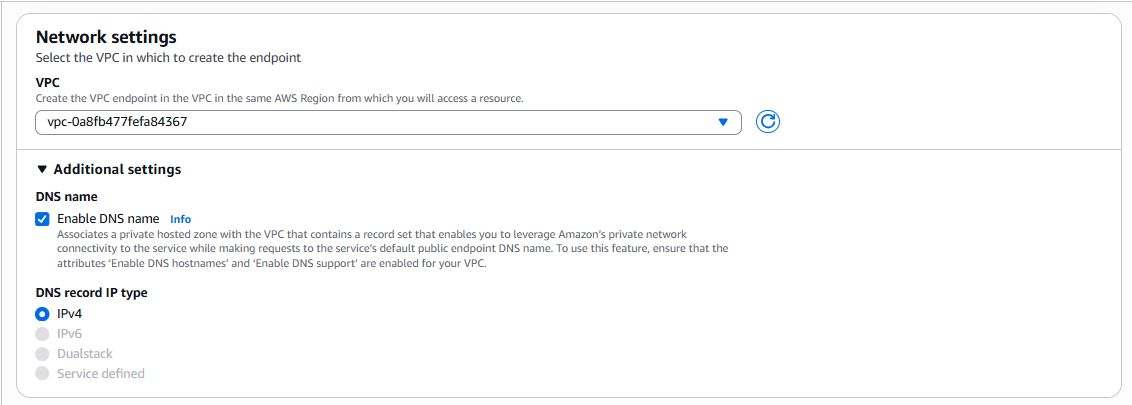 Network settings
Select the VPC in which to create the endpoint
VPC
Create the VPC endpoint in the VPC in the same AWS Region from which you will access a resource.
vpc-0a8fb477fefa84367
Additional settings
DNS name
Enable DNS name Info
Associates a private hosted zone with the VPC that contains a record set that enables you to leverage Amazon's private network
connectivity to the service while making requests to the service's default public endpoint DNS name. To use this feature, ensure that the
attributes 'Enable DNS hostnames' and 'Enable DNS support' are enabled for your VPC.
DNS record IP type
IPv4
IPv6
Dualstack
Service defined